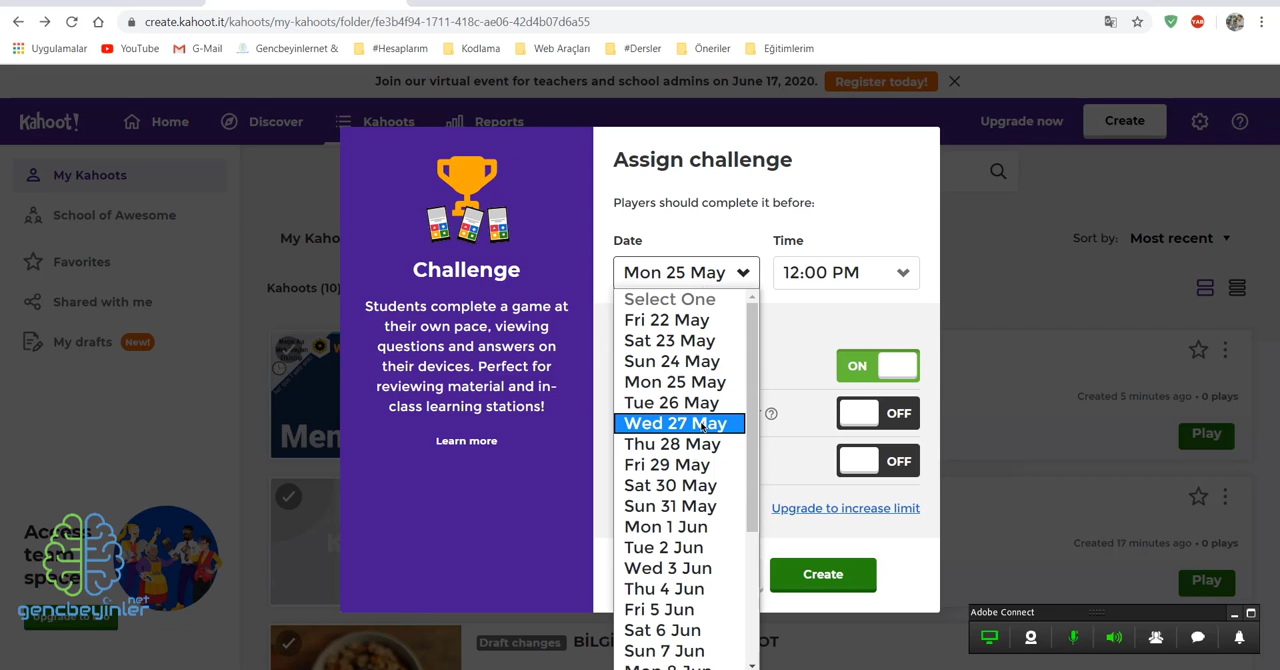 create.kahoot.it/kahoots/my-kahoots/folder/fe3b4f94-1711-418c-ae06-42d4b07d6a55
Uygulamalar YouTube G-Mail Gencbeyinlernet & #Hesaplarım Kodlama Web Araçları #Dersler Öneriler Eğitimlerim
Join our virtual event for teachers and school admins on June 17, 2020. Register today!
Kahoot! Home Discover Kahoots Reports Upgrade now Create
My Kahoots
School of Awesome
Favorites
Shared with me
My drafts New!
Access
team
space
gencbeyinler.net
My Kahoo
Kahoots (10)
Sort by: Most recent
Created 5 minutes ago • 0 plays
Play
Created 17 minutes ago • 0 plays
Play
Draft changes
Challenge
Students complete a game at
their own pace, viewing
questions and answers on
their devices. Perfect for
reviewing material and in-
class learning stations!
Learn more
Assign challenge
Players should complete it before:
Date Time
Mon 25 May 12:00 PM
Select One
Fri 22 May
Sat 23 May
Sun 24 May
Mon 25 May
Tue 26 May
Wed 27 May
Thu 28 May
Fri 29 May
Sat 30 May
Sun 31 May
Mon 1 Jun
Tue 2 Jun
Wed 3 Jun
Thu 4 Jun
Fri 5 Jun
Sat 6 Jun
Sun 7 Jun
Mon 8 Jun
ON
OFF
OFF
Upgrade to increase limit
Create
Adobe Connect